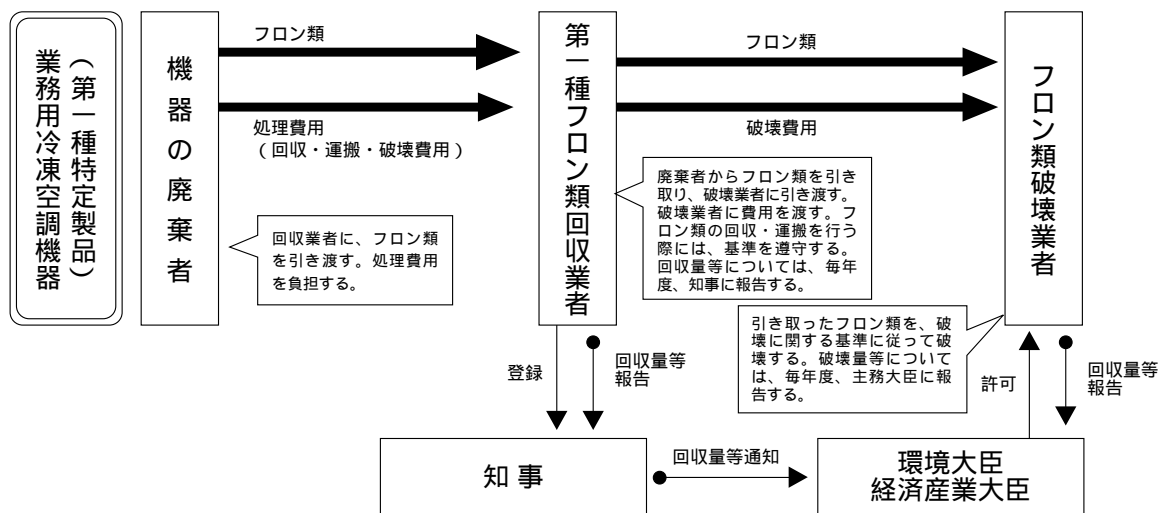 （第一種特定製品）
業務用冷凍空調機器
機器の廃棄者
フロン類
処理費用
（回収・運搬・破壊費用）
回収業者に、フロン類
を引き渡す。処理費用
を負担する。
第一種フロン類回収業者
フロン類
破壊費用
廃棄者からフロン類を引き
取り、破壊業者に引き渡す。
破壊業者に費用を渡す。フ
ロン類の回収・運搬を行う
際には、基準を遵守する。
回収量等については、毎年
度、知事に報告する。
フロン類破壊業者
引き取ったフロン類を、破
壊に関する基準に従って破
壊する。破壊量等について
は、毎年度、主務大臣に報
告する。
登録
回収量等
報告
許可
回収量等
報告
知事
回収量等通知
環境大臣
経済産業大臣